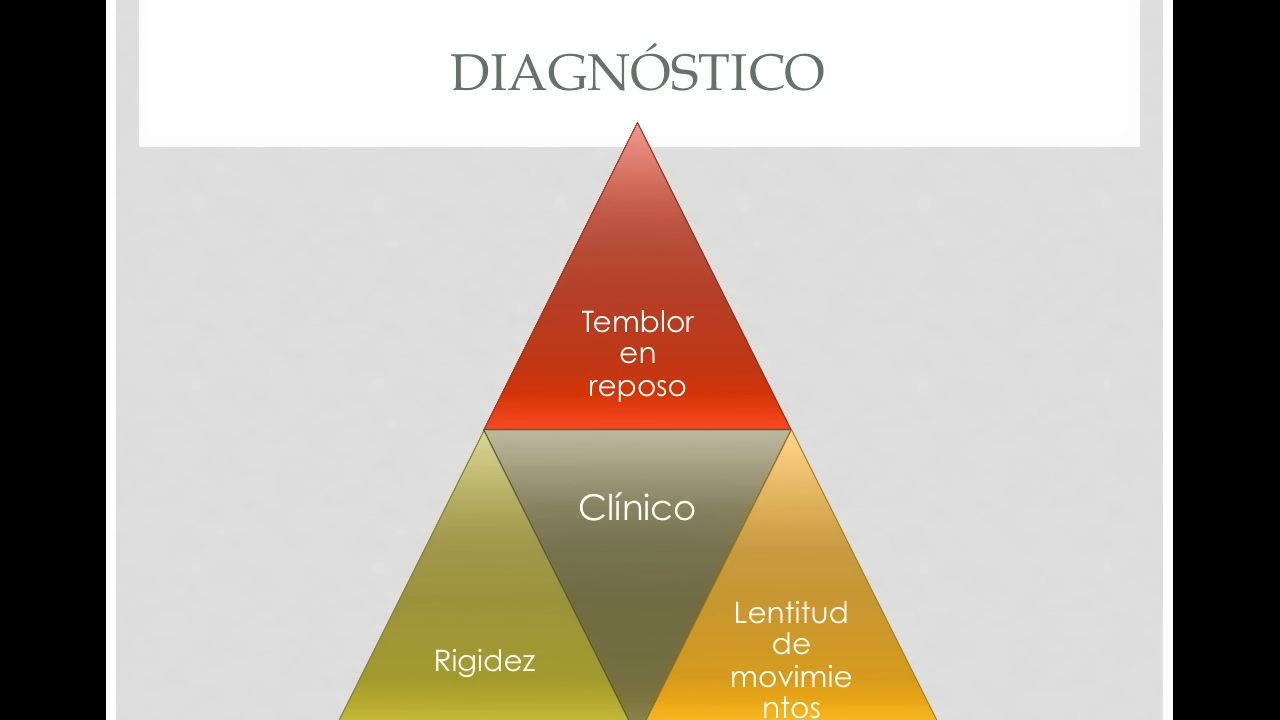 DIAGNÓSTICO
Temblor
en
reposo
Clínico
Rigidez
Lentitud
de
movimie
ntos